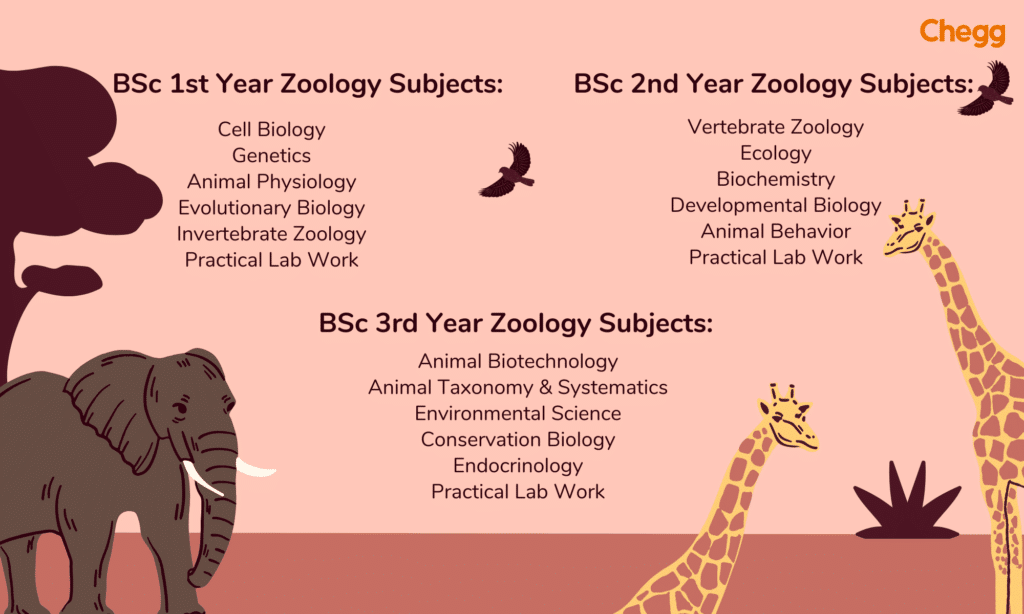 Chegg
BSc 1st Year Zoology Subjects:
Cell Biology
Genetics
Animal Physiology
Evolutionary Biology
Invertebrate Zoology
Practical Lab Work
BSc 2nd Year Zoology Subjects:
Vertebrate Zoology
Ecology
Biochemistry
Developmental Biology
Animal Behavior
Practical Lab Work
BSc 3rd Year Zoology Subjects:
Animal Biotechnology
Animal Taxonomy & Systematics
Environmental Science
Conservation Biology
Endocrinology
Practical Lab Work